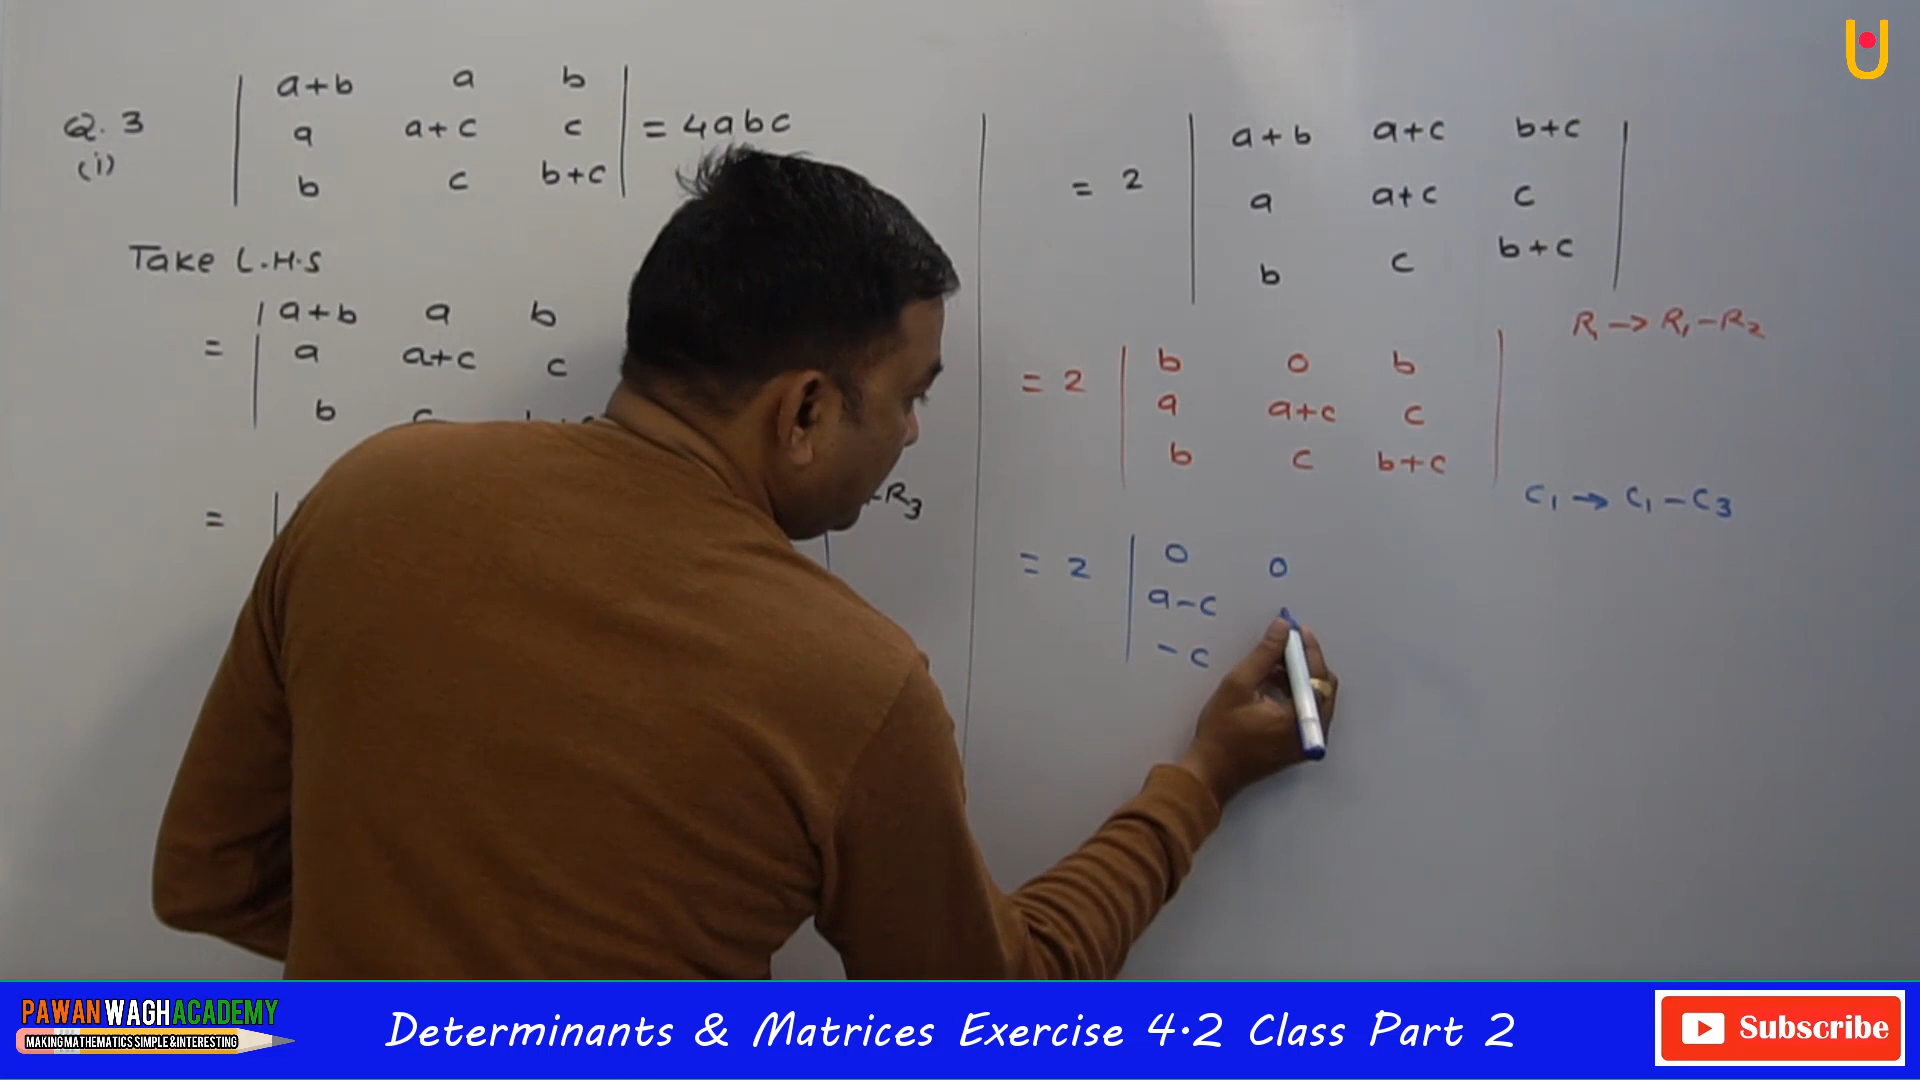 Q. 3
(i)
a+b a b
a a+c c = 4abc
b c b+c
Take L.H.S
a+b a b
= a a+c c
b c
=
-R3
a+b a+c b+c
= 2 a a+c c
b c b+c
R1 → R1 - R2
= 2 b 0 b
a a+c c
b c b+c
C1 → C1 - C3
= 2 0 0
a-c
-c
PAWAN WAGH ACADEMY
MAKING MATHEMATICS SIMPLE & INTERESTING
Determinants & Matrices Exercise 4.2 Class Part 2
Subscribe